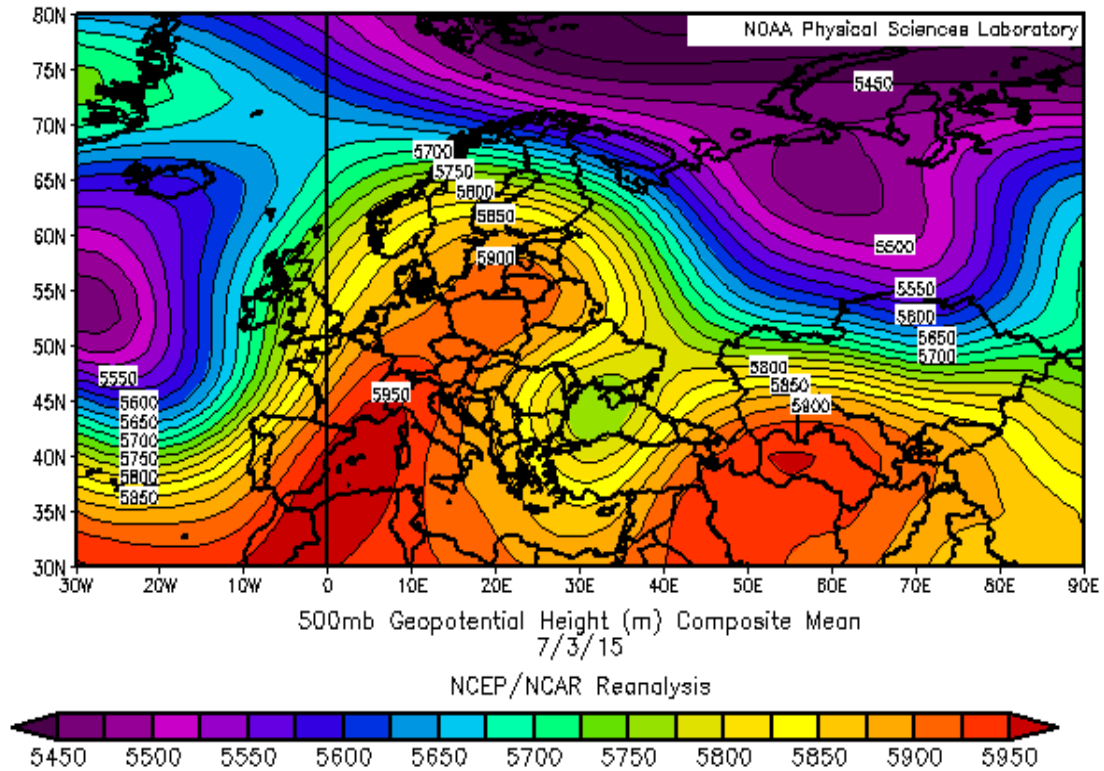 NOAA Physical Sciences Laboratory
80N
75N
70N
65N
60N
55N
50N
45N
40N
35N
30N
5450
5700
5750
5800
5850
5900
5500
5550
5600
5650
5700
5550
5600
5650
5700
5750
5800
5850
5950
5800
5850
5900
30W 20W 10W 0 10E 20E 30E 40E 50E 60E 70E 80E 90E
500mb Geopotential Height (m) Composite Mean
7/3/15
NCEP/NCAR Reanalysis
5450 5500 5550 5600 5650 5700 5750 5800 5850 5900 5950